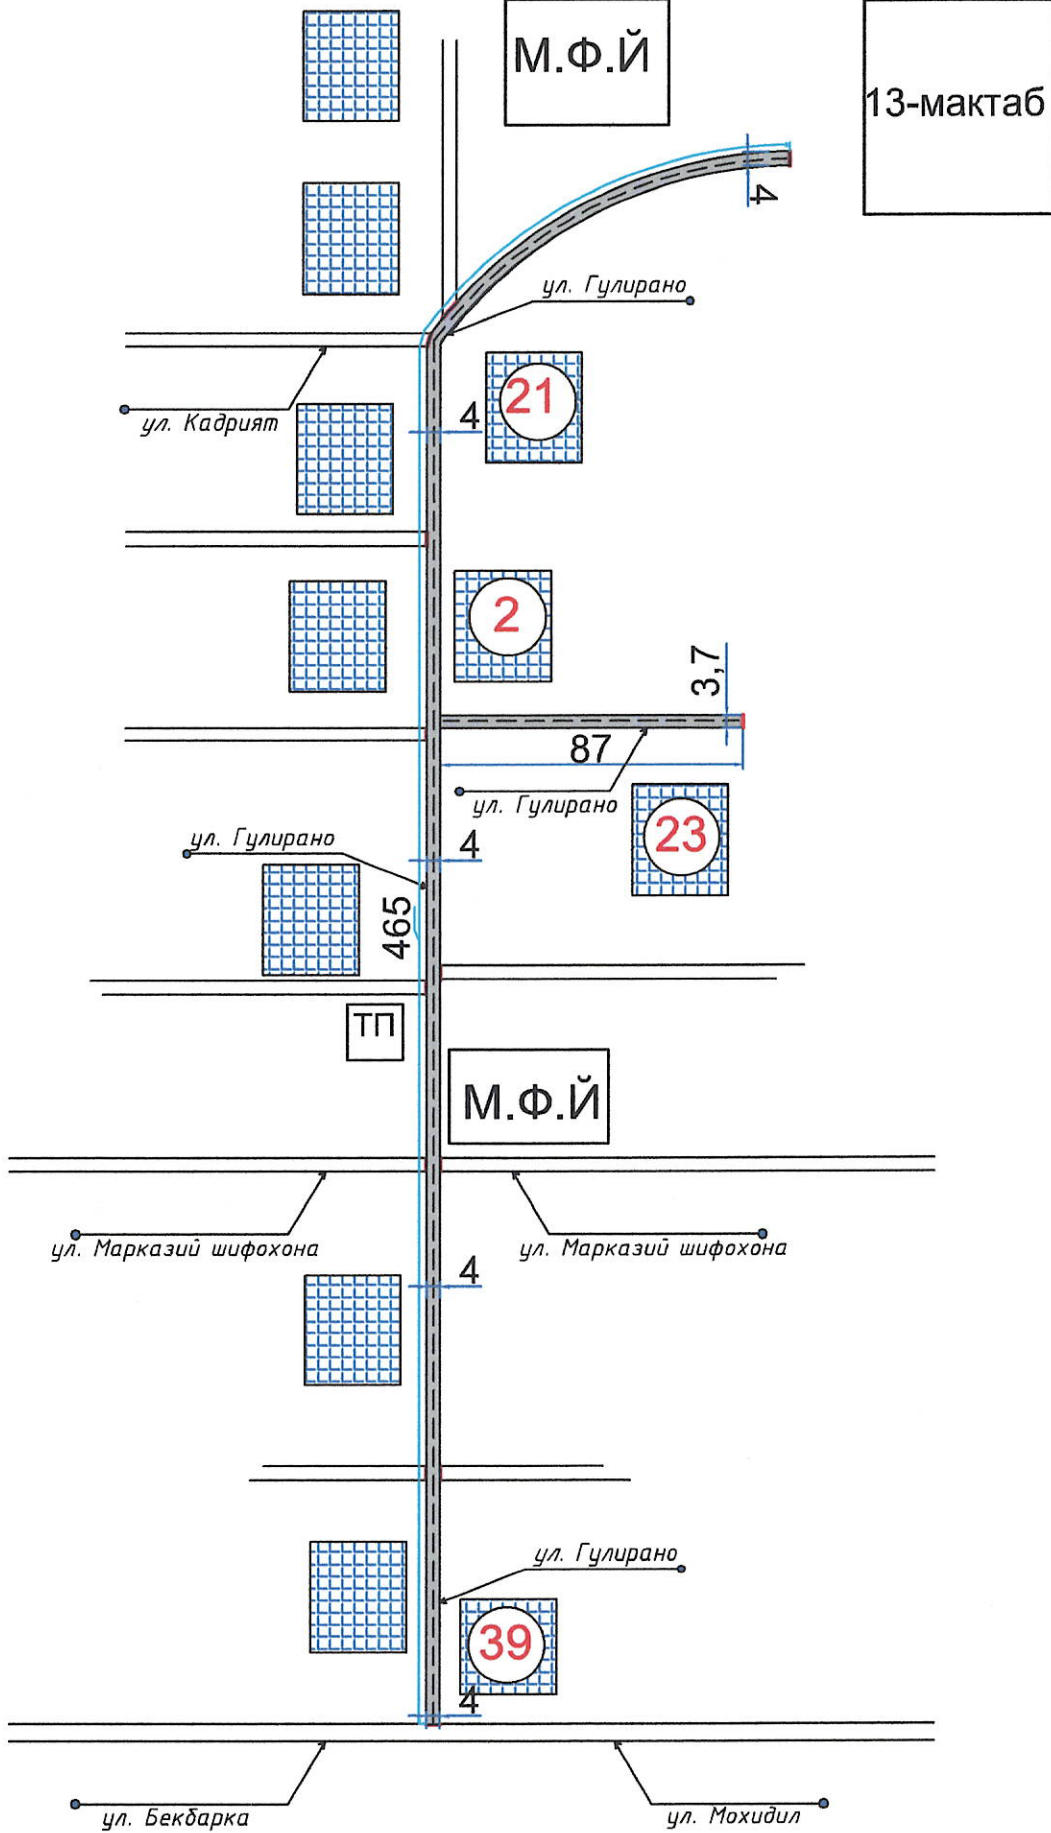 М.Ф.Й
13-мактаб
4
ул. Гулирано
21
4
ул. Кадрият
2
3,7
87
ул. Гулирано
23
ул. Гулирано
4
465
ТП
М.Ф.Й
ул. Марказий шифохона
ул. Марказий шифохона
4
ул. Гулирано
39
4
ул. Бекбарка
ул. Мохидил